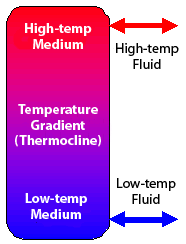 High-temp
Medium
High-temp
Fluid
Temperature
Gradient
(Thermocline)
Low-temp
Medium
Low-temp
Fluid